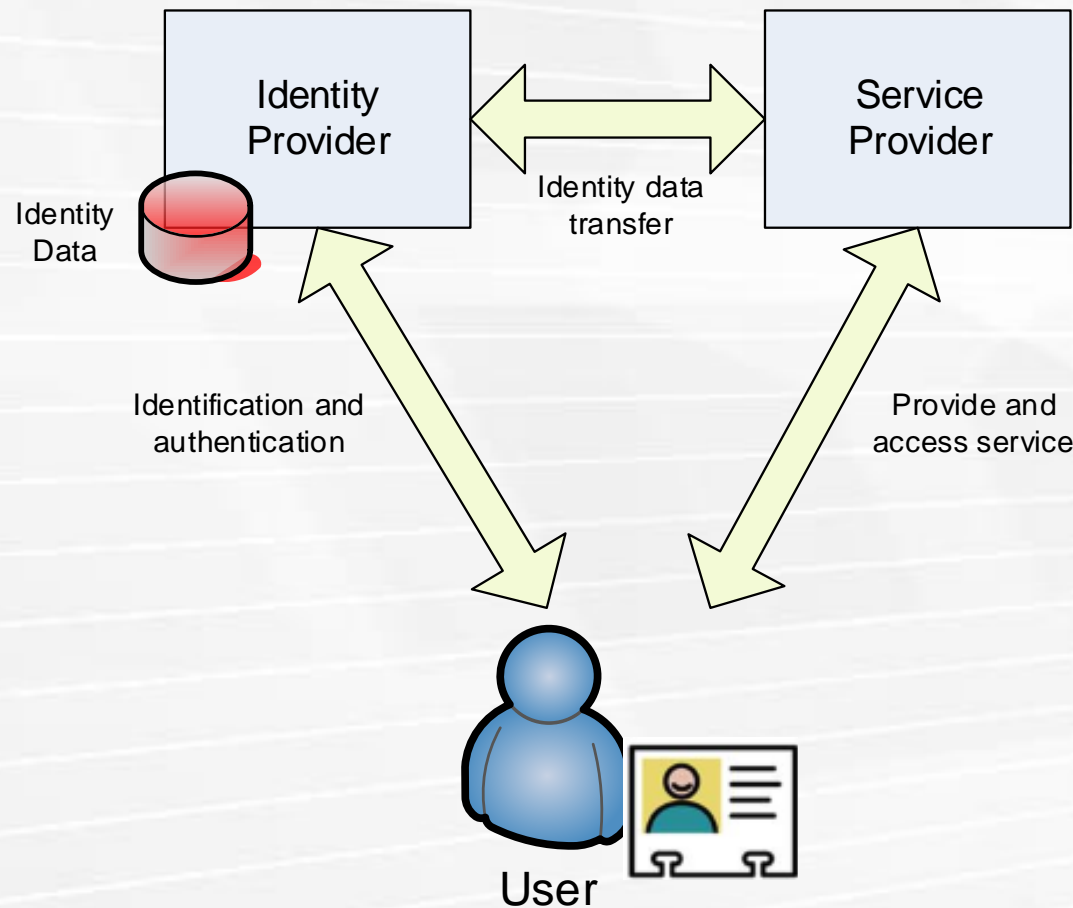 Identity
Provider
Service
Provider
Identity data
transfer
Identity
Data
Identification and
authentication
Provide and
access service
User